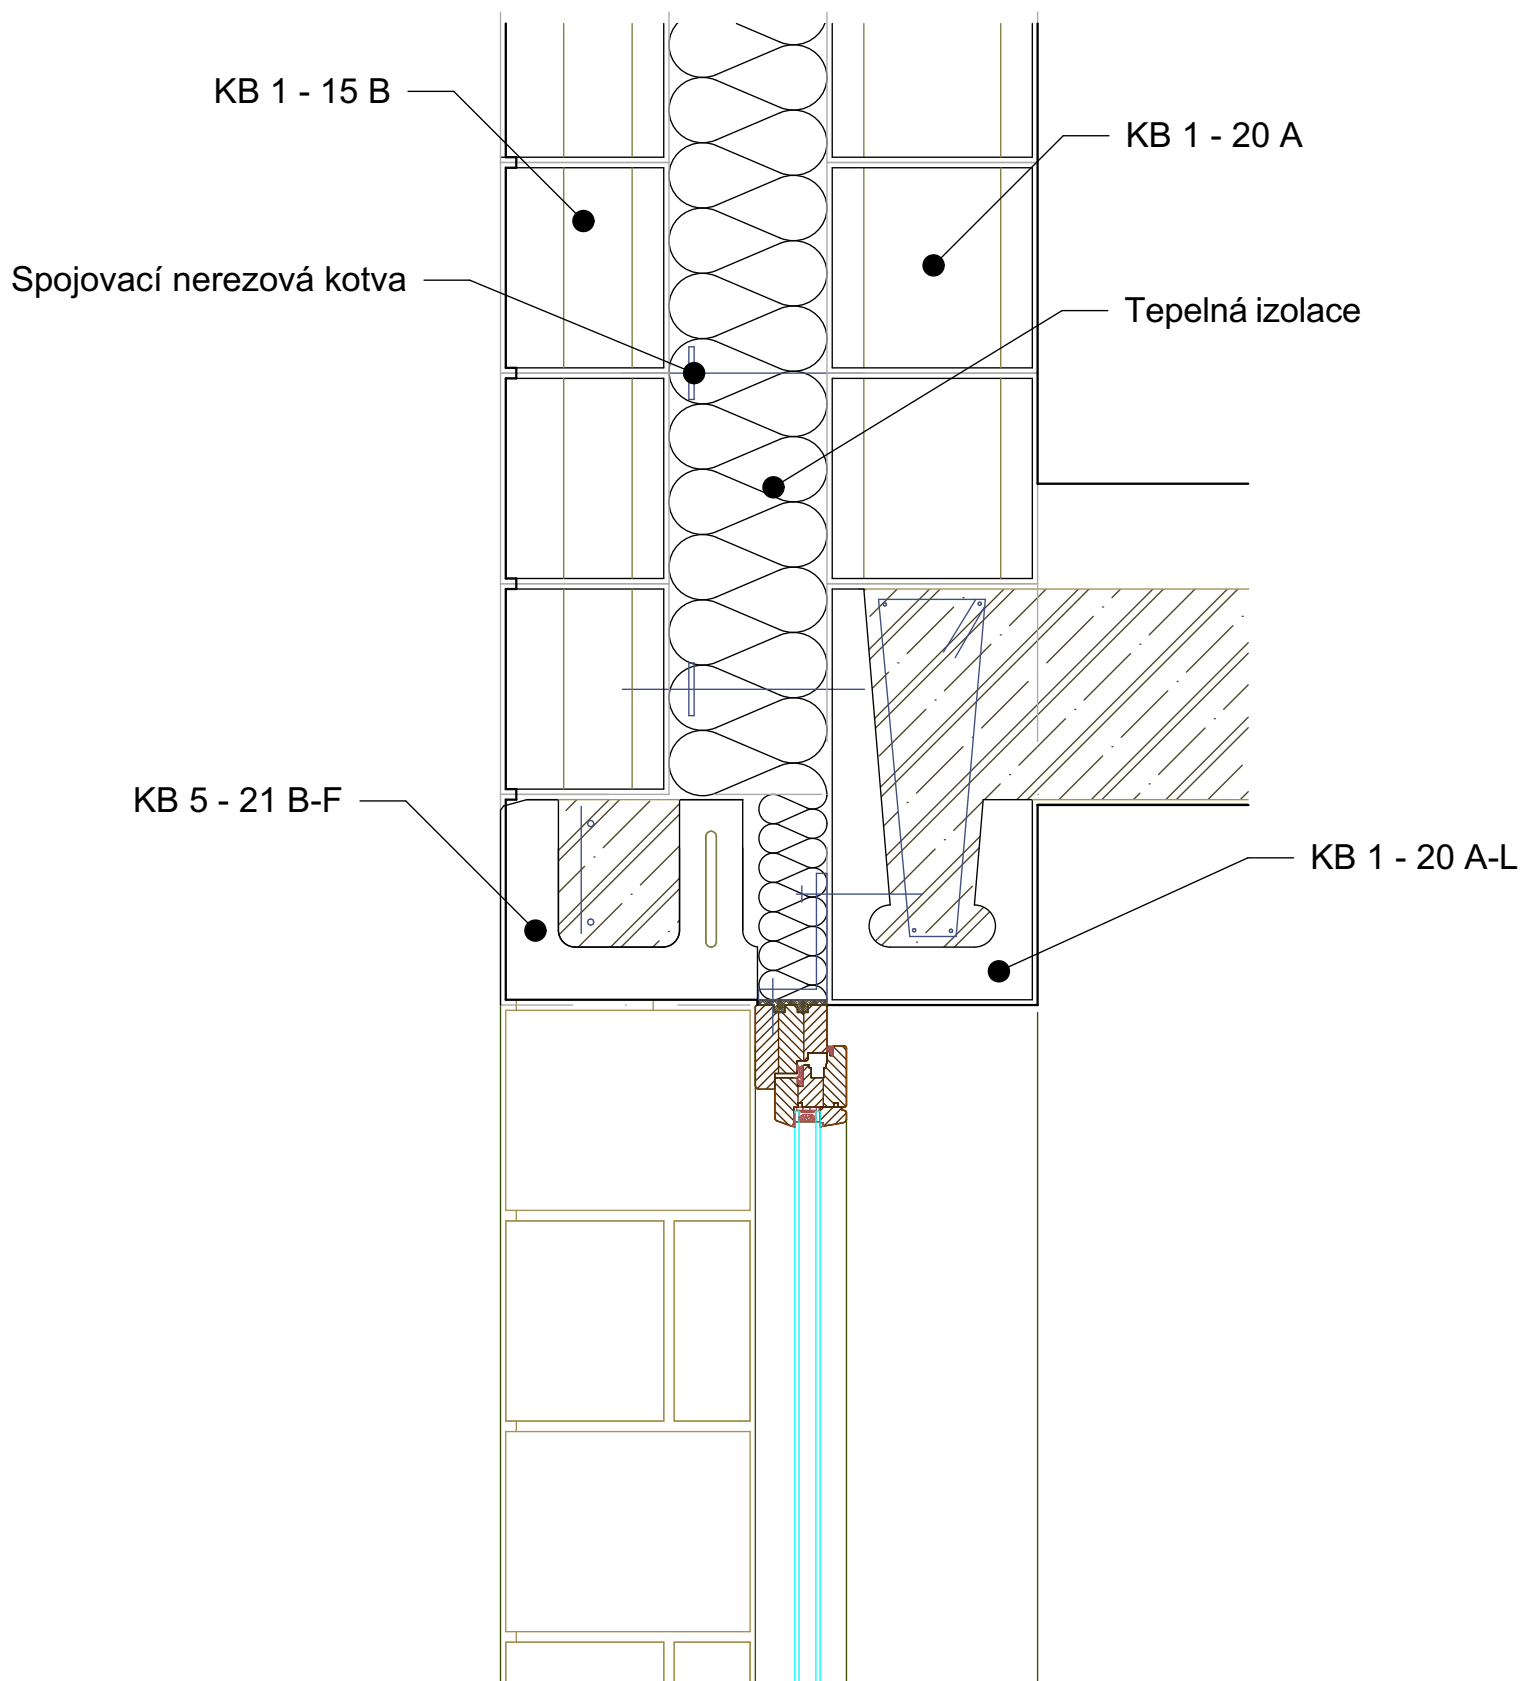 KB 1 - 15 B
KB 1 - 20 A
Spojovací nerezová kotva
Tepelná izolace
KB 5 - 21 B-F
KB 1 - 20 A-L